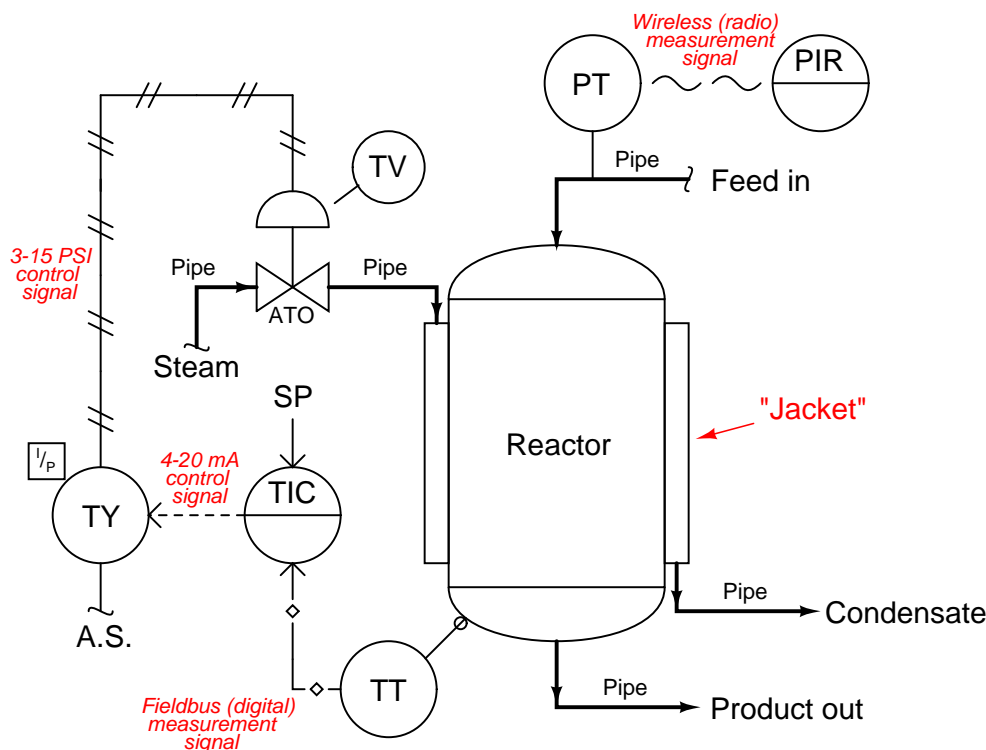 Wireless (radio)
measurement
signal
PT
PIR
Pipe
Feed in
TV
3-15 PSI
control
signal
Pipe
Pipe
ATO
Steam
SP
"Jacket"
Reactor
I/P
4-20 mA
control
signal
TIC
TY
A.S.
Pipe
Condensate
TT
Fieldbus (digital)
measurement
signal
Pipe
Product out